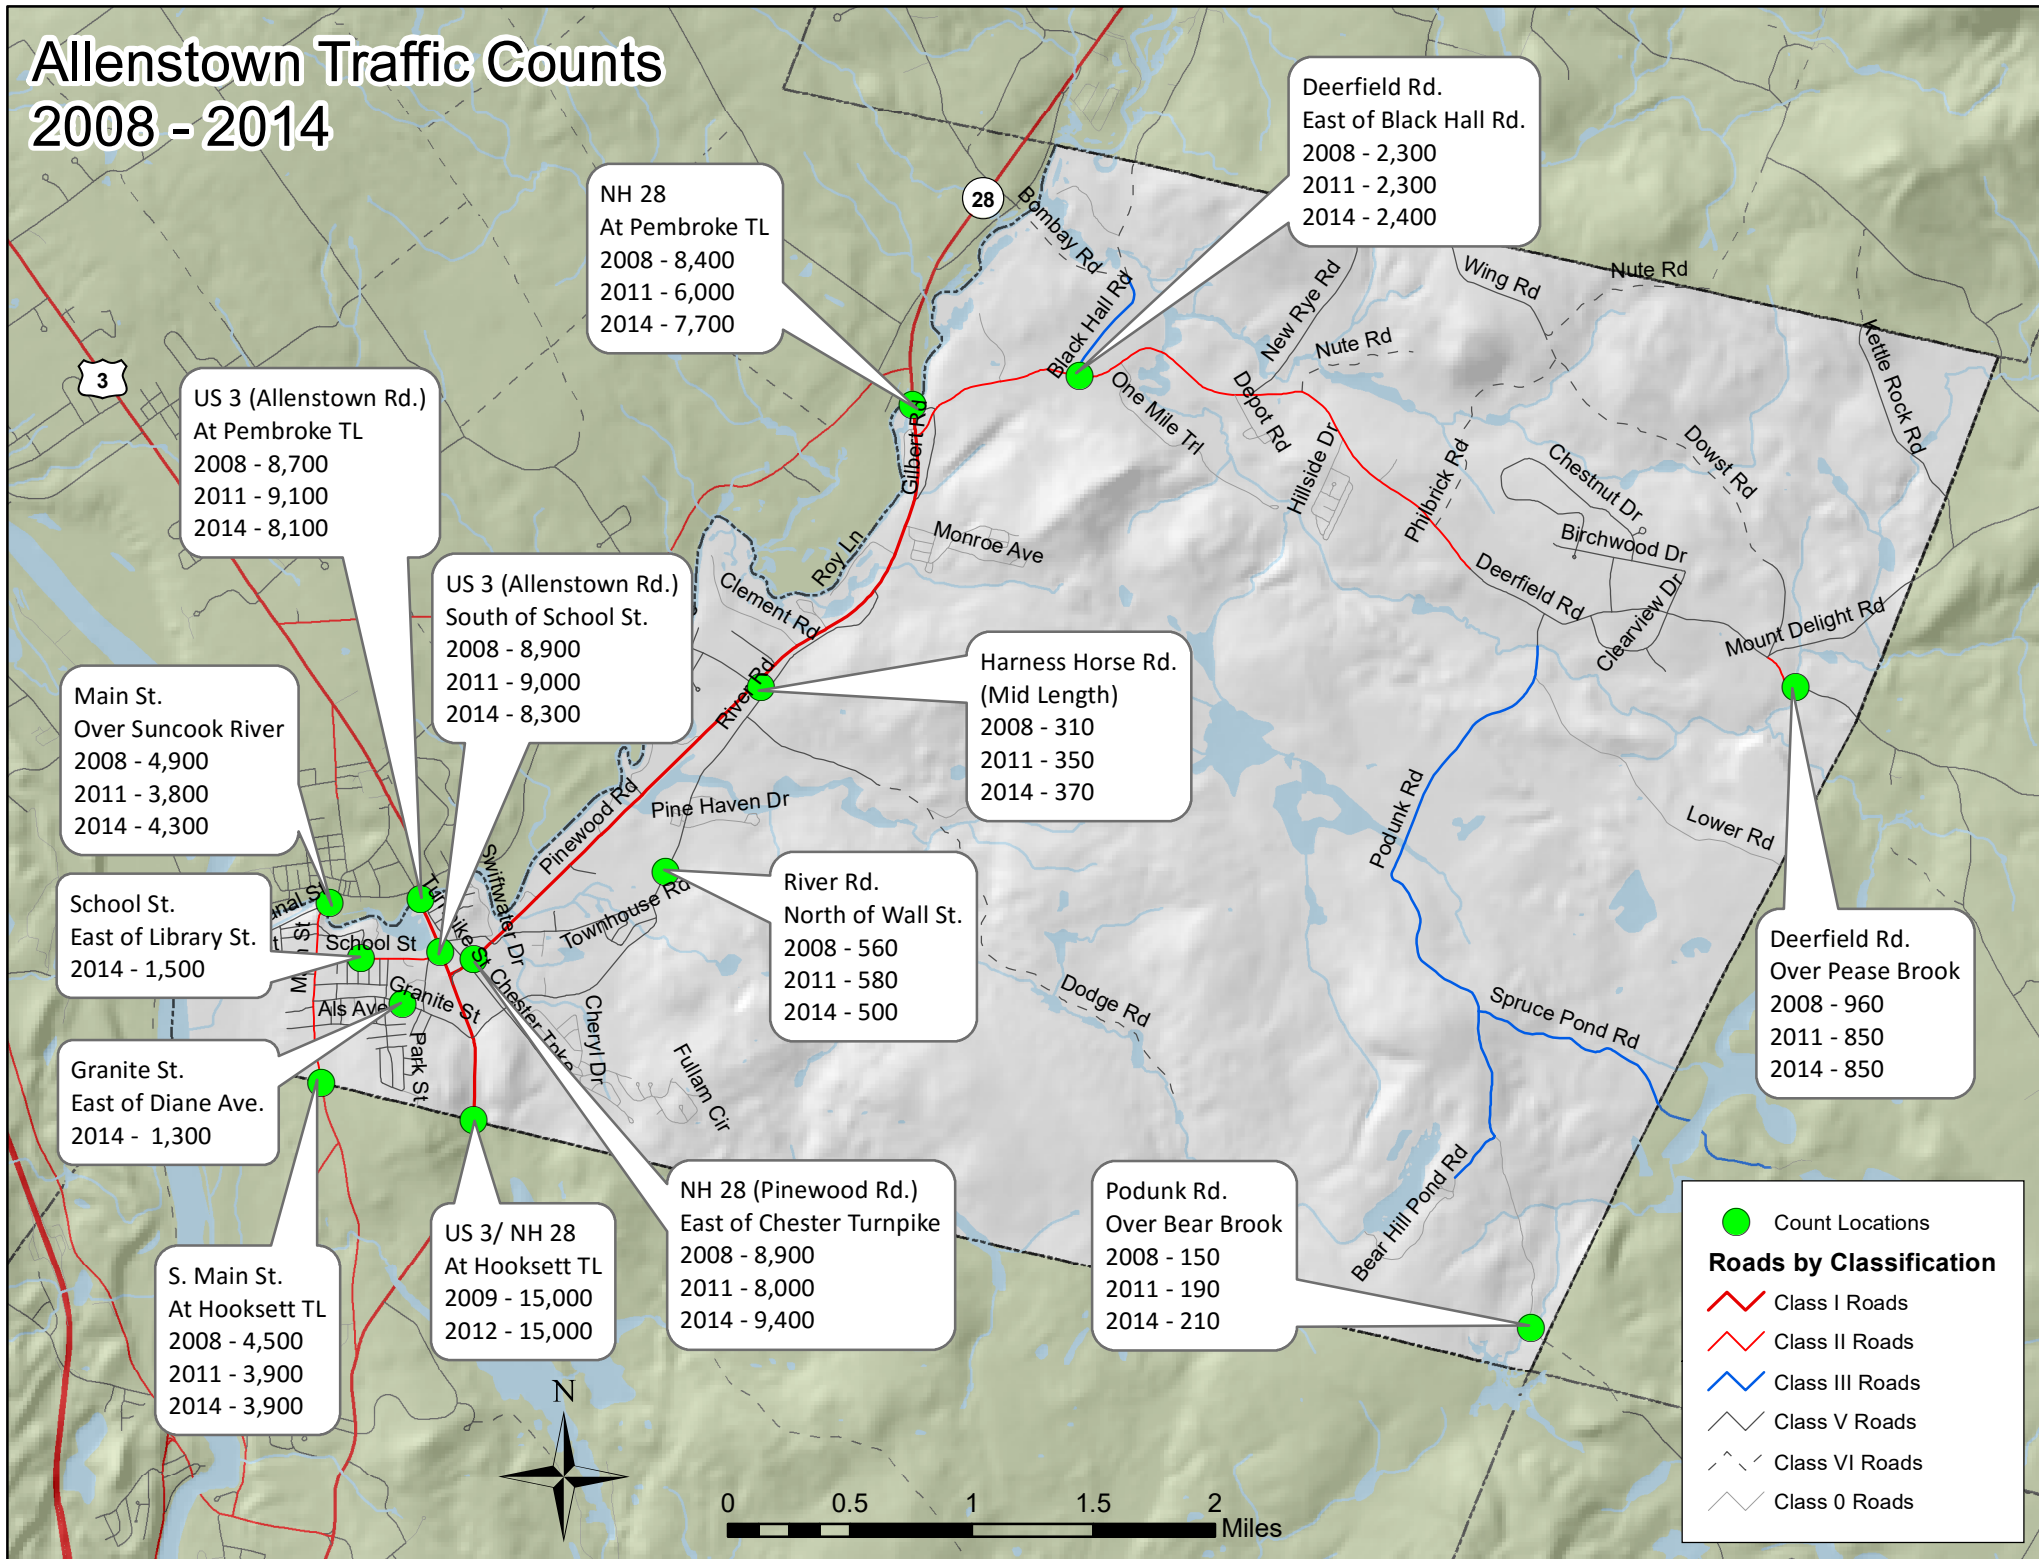 Allenstown Traffic Counts
2008 - 2014
Deerfield Rd.
East of Black Hall Rd.
2008 - 2,300
2011 - 2,300
2014 - 2,400
NH 28
At Pembroke TL
2008 - 8,400
2011 - 6,000
2014 - 7,700
28
3
US 3 (Allenstown Rd.)
At Pembroke TL
2008 - 8,700
2011 - 9,100
2014 - 8,100
US 3 (Allenstown Rd.)
South of School St.
2008 - 8,900
2011 - 9,000
2014 - 8,300
Main St.
Over Suncook River
2008 - 4,900
2011 - 3,800
2014 - 4,300
Harness Horse Rd.
(Mid Length)
2008 - 310
2011 - 350
2014 - 370
School St.
East of Library St.
2014 - 1,500
River Rd.
North of Wall St.
2008 - 560
2011 - 580
2014 - 500
Deerfield Rd.
Over Pease Brook
2008 - 960
2011 - 850
2014 - 850
Granite St.
East of Diane Ave.
2014 - 1,300
S. Main St.
At Hooksett TL
2008 - 4,500
2011 - 3,900
2014 - 3,900
US 3/ NH 28
At Hooksett TL
2009 - 15,000
2012 - 15,000
NH 28 (Pinewood Rd.)
East of Chester Turnpike
2008 - 8,900
2011 - 8,000
2014 - 9,400
Podunk Rd.
Over Bear Brook
2008 - 150
2011 - 190
2014 - 210
Bombay Rd
Black Hall Rd
New Rye Rd
Wing Rd
Nute Rd
Nute Rd
Kettle Rock Rd
One Mile Trl
Depot Rd
Hillside Dr
Philbrick Rd
Chestnut Dr
Dowst Rd
Birchwood Dr
Deerfield Rd
Clearview Dr
Mount Delight Rd
Gilbert Rd
Monroe Ave
Roy Ln
Clement Rd
River Rd
Pinewood Rd
Pine Haven Dr
Swiftwater Dr
Townhouse Rd
School St
Granite St
Als Ave
Park St
Chester Tpke
Cheryl Dr
Fullam Cir
Dodge Rd
Podunk Rd
Lower Rd
Spruce Pond Rd
Bear Hill Pond Rd
N
0 0.5 1 1.5 2
Miles
Count Locations
Roads by Classification
Class I Roads
Class II Roads
Class III Roads
Class V Roads
Class VI Roads
Class 0 Roads